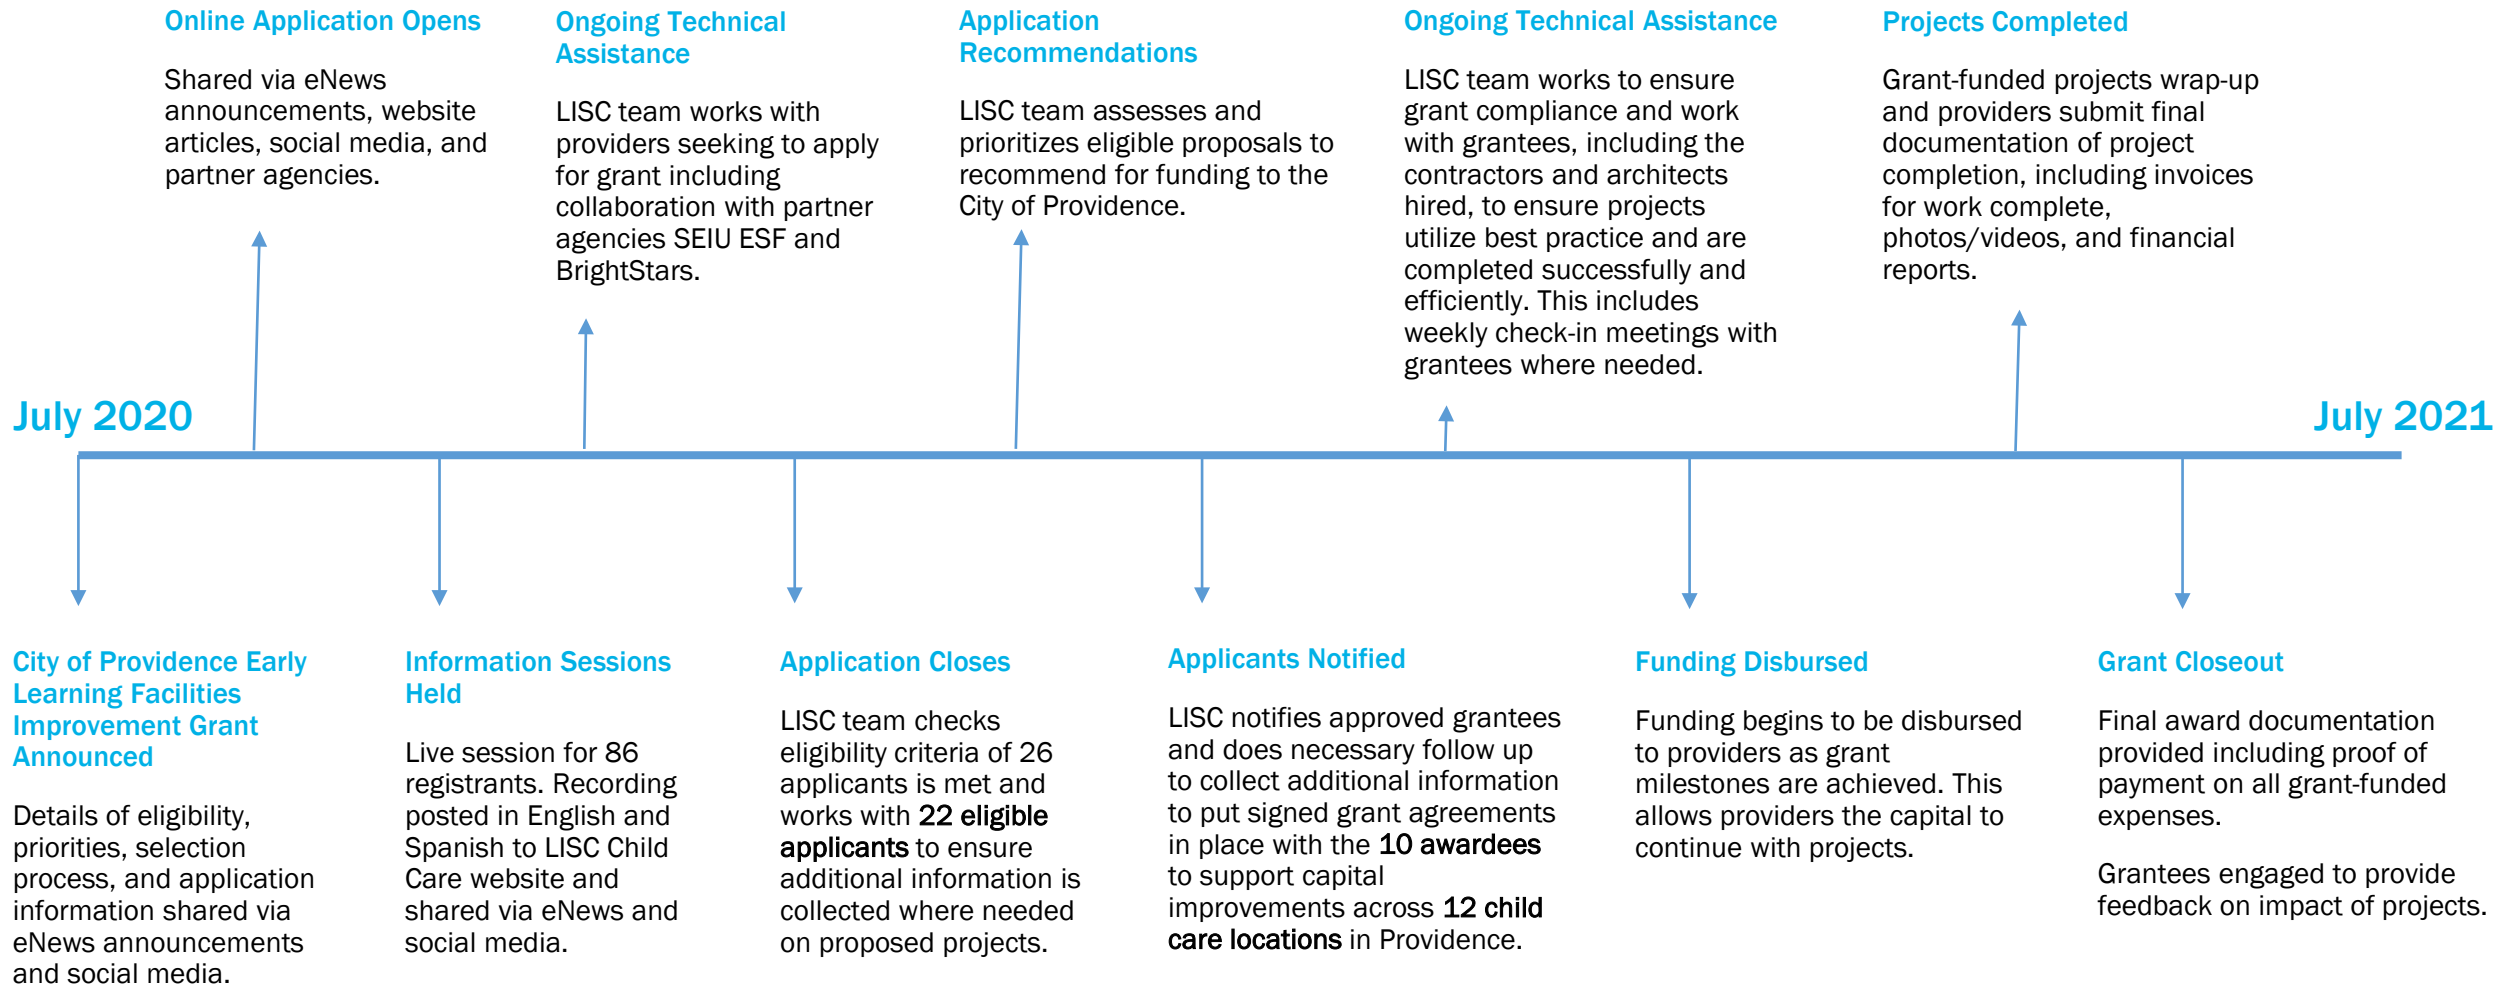 Online Application Opens
Shared via eNews
announcements, website
articles, social media, and
partner agencies.
Ongoing Technical
Assistance
LISC team works with
providers seeking to apply
for grant including
collaboration with partner
agencies SEIU ESF and
BrightStars.
Application
Recommendations
LISC team assesses and
prioritizes eligible proposals to
recommend for funding to the
City of Providence.
Ongoing Technical Assistance
LISC team works to ensure
grant compliance and work
with grantees, including the
contractors and architects
hired, to ensure projects
utilize best practice and are
completed successfully and
efficiently. This includes
weekly check-in meetings with
grantees where needed.
Projects Completed
Grant-funded projects wrap-up
and providers submit final
documentation of project
completion, including invoices
for work complete,
photos/videos, and financial
reports.
July 2020
July 2021
City of Providence Early
Learning Facilities
Improvement Grant
Announced
Details of eligibility,
priorities, selection
process, and application
information shared via
eNews announcements
and social media.
Information Sessions
Held
Live session for 86
registrants. Recording
posted in English and
Spanish to LISC Child
Care website and
shared via eNews and
social media.
Application Closes
LISC team checks
eligibility criteria of 26
applicants is met and
works with 22 eligible
applicants to ensure
additional information is
collected where needed
on proposed projects.
Applicants Notified
LISC notifies approved grantees
and does necessary follow up
to collect additional information
to put signed grant agreements
in place with the 10 awardees
to support capital
improvements across 12 child
care locations in Providence.
Funding Disbursed
Funding begins to be disbursed
to providers as grant
milestones are achieved. This
allows providers the capital to
continue with projects.
Grant Closeout
Final award documentation
provided including proof of
payment on all grant-funded
expenses.
Grantees engaged to provide
feedback on impact of projects.